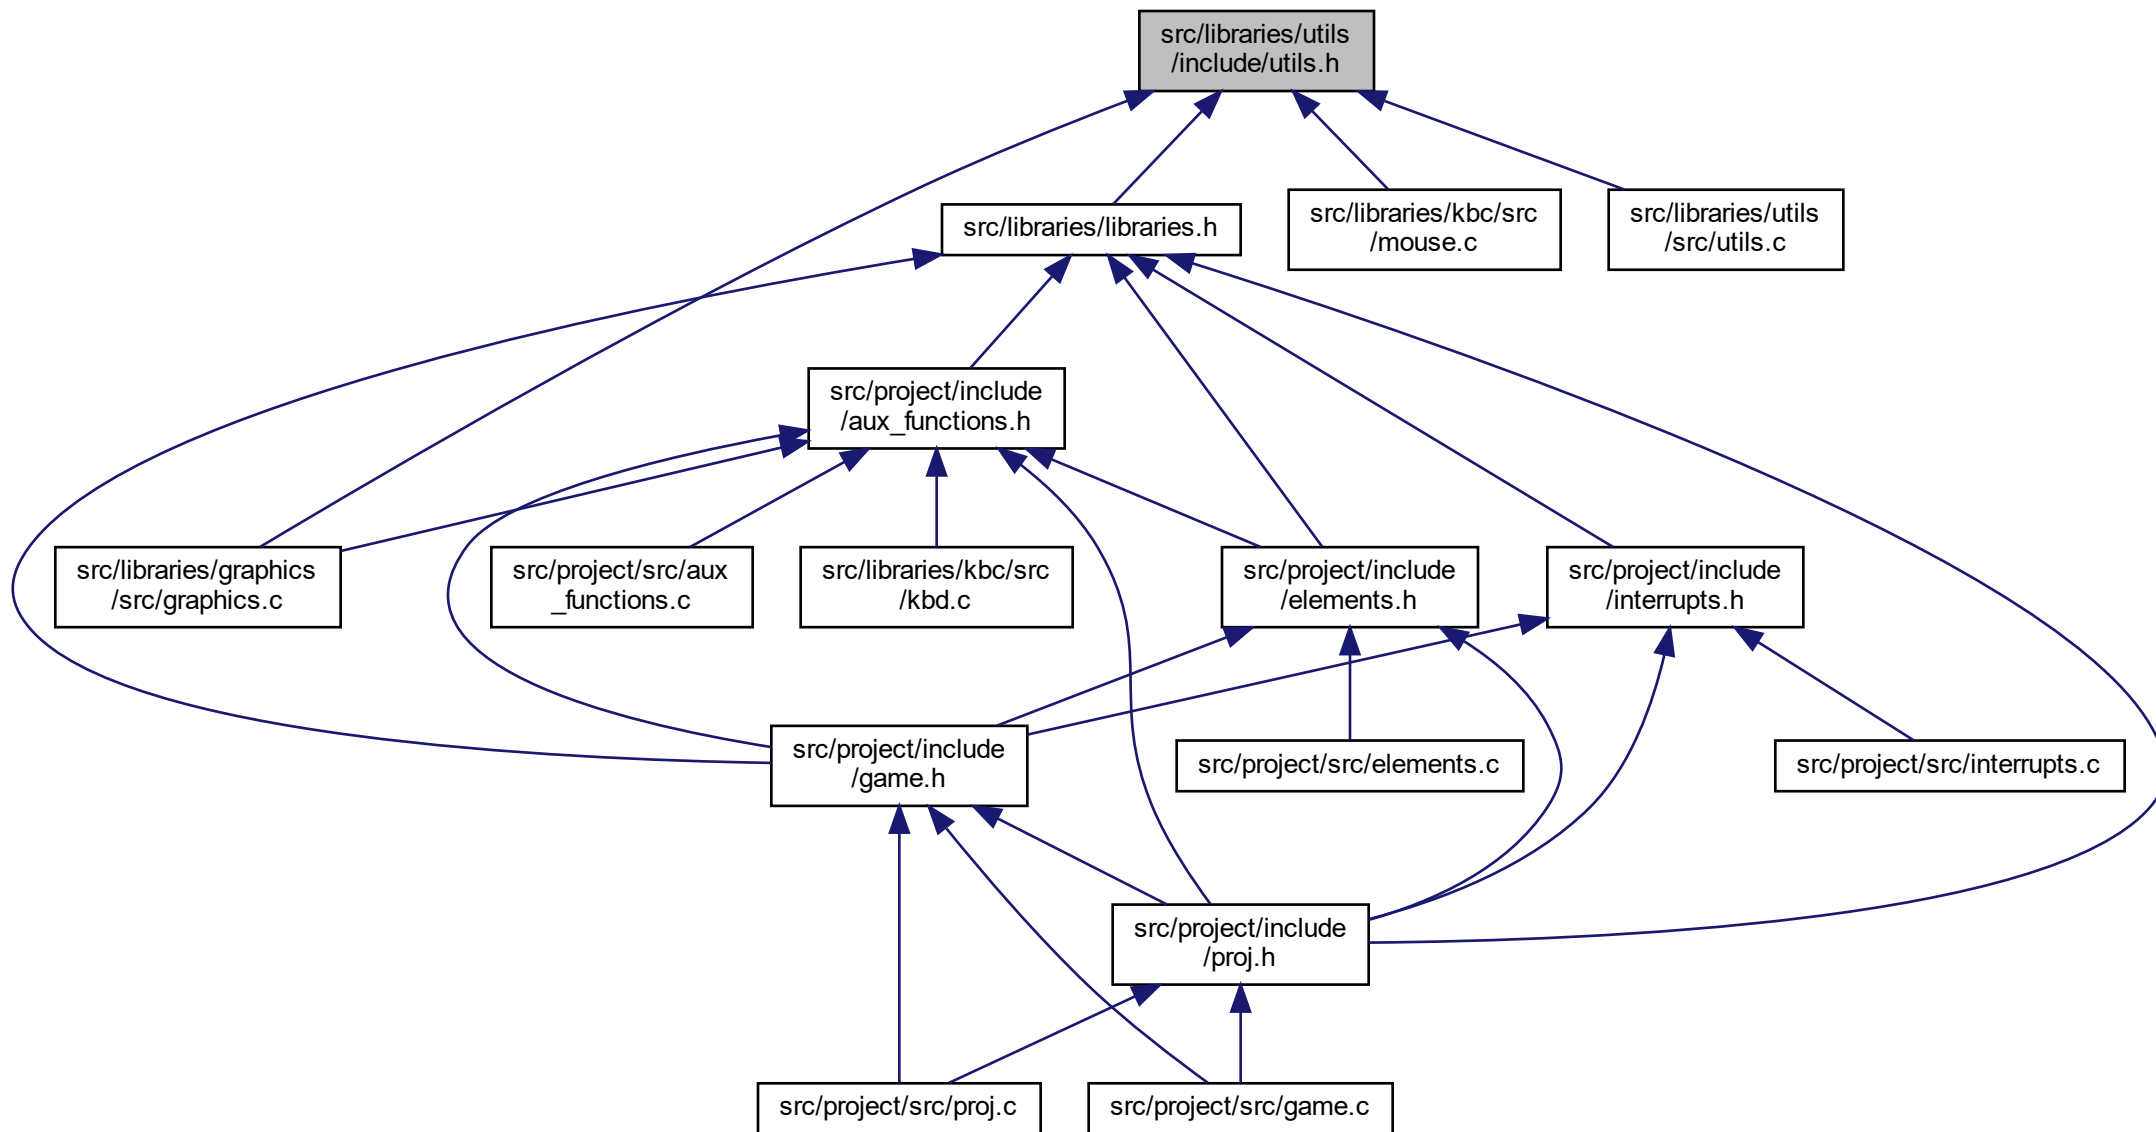 src/libraries/utils
/include/utils.h
src/libraries/libraries.h
src/libraries/kbc/src
/mouse.c
src/libraries/utils
/src/utils.c
src/project/include
/aux_functions.h
src/libraries/graphics
/src/graphics.c
src/project/src/aux
_functions.c
src/libraries/kbc/src
/kbd.c
src/project/include
/elements.h
src/project/include
/interrupts.h
src/project/include
/game.h
src/project/src/elements.c
src/project/src/interrupts.c
src/project/include
/proj.h
src/project/src/proj.c
src/project/src/game.c